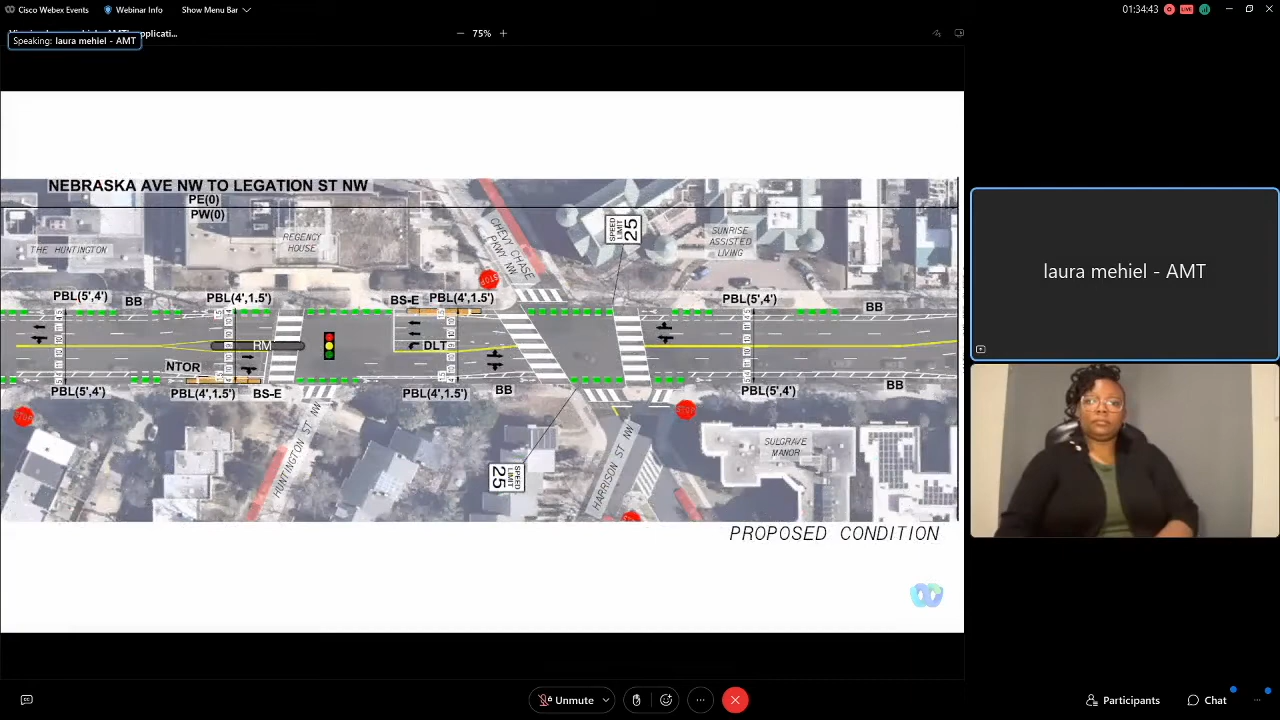 Cisco Webex Events
Webinar Info
Show Menu Bar
01:34:43
LIVE
Speaking: laura mehiel - AMT
75%
NEBRASKA AVE NW TO LEGATION ST NW
PE(0)
PW(0)
THE HUNTINGTON
REGENCY
HOUSE
CHEVY CHASE
PKWY NW
SPEED
LIMIT
25
SUNRISE
ASSISTED
LIVING
STOP
PBL(5',4')
BB
PBL(4',1.5')
BS-E
PBL(4',1.5')
PBL(5',4')
BB
RM
DLT
NTOR
PBL(5',4')
PBL(4',1.5')
BS-E
PBL(4',1.5')
BB
PBL(5',4')
BB
STOP
STOP
HUNTINGTON ST NW
SPEED
LIMIT
25
HARRISON ST NW
SULGRAVE
MANOR
PROPOSED CONDITION
laura mehiel - AMT
Unmute
Participants
Chat